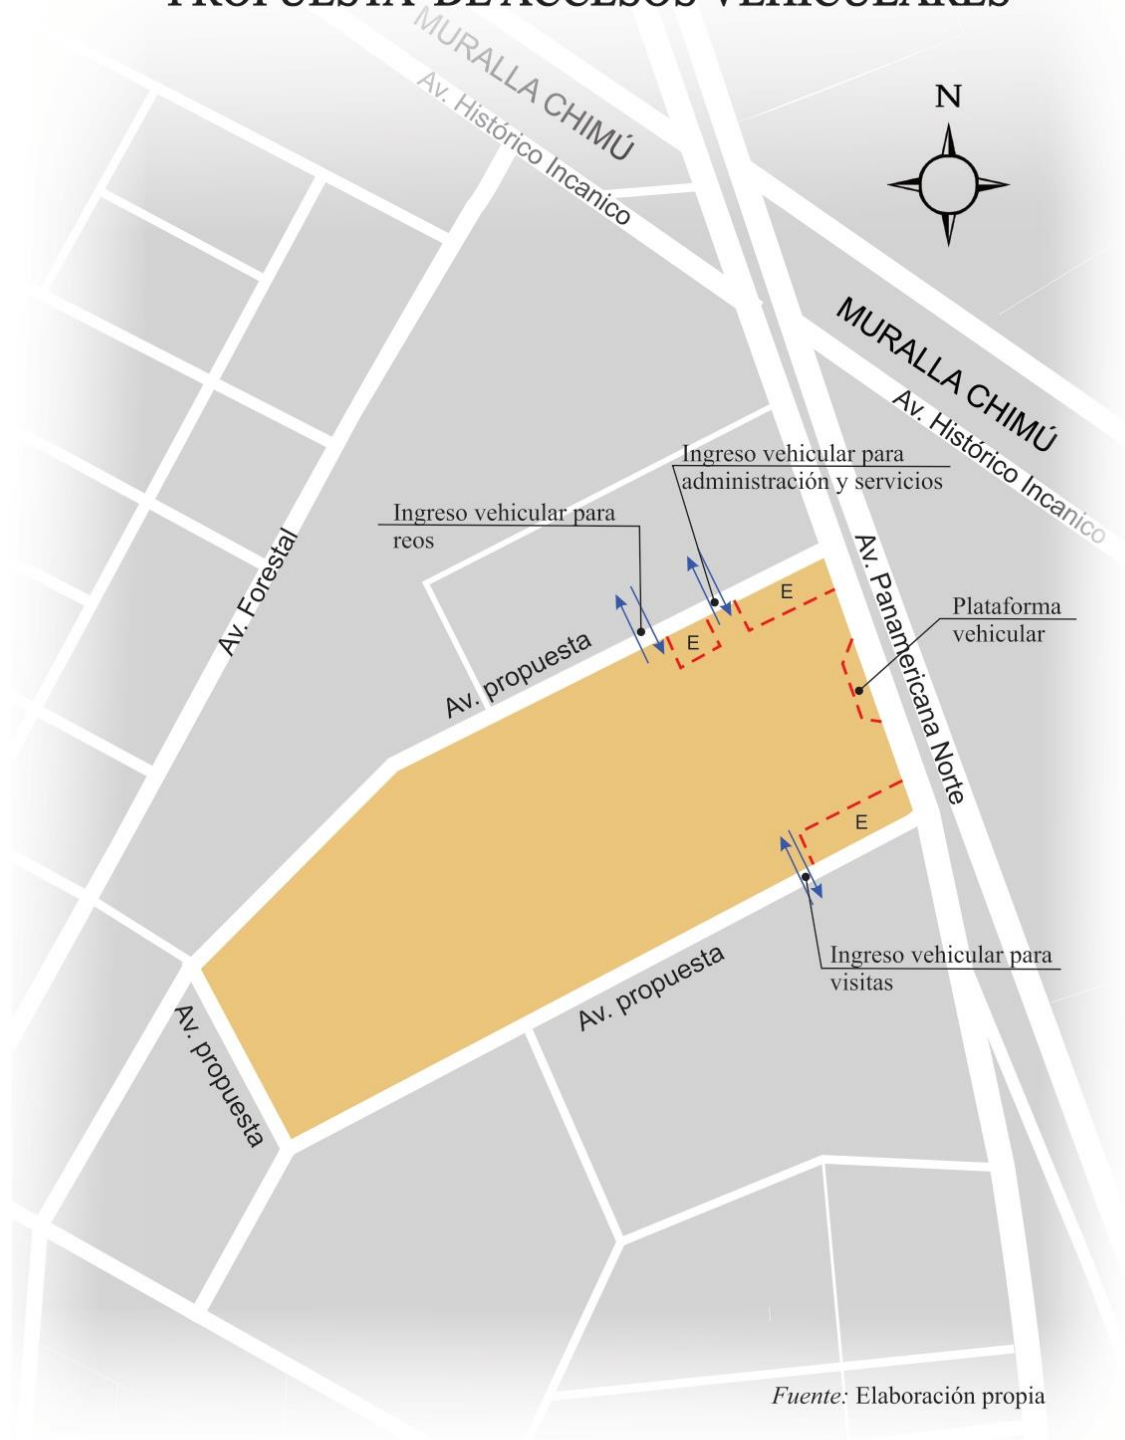 PROPUESTA DE ACCESOS VEHICULARES
MURALLA CHIMÚ
Av. Histórico Incanico
N
MURALLA CHIMÚ
Av. Histórico Incanico
Ingreso vehicular para
administración y servicios
Ingreso vehicular para
reos
Av. Forestal
Av. Panamericana Norte
E
E
Plataforma
vehicular
Av. propuesta
E
Ingreso vehicular para
visitas
Av. propuesta
Av. propuesta
Fuente: Elaboración propia